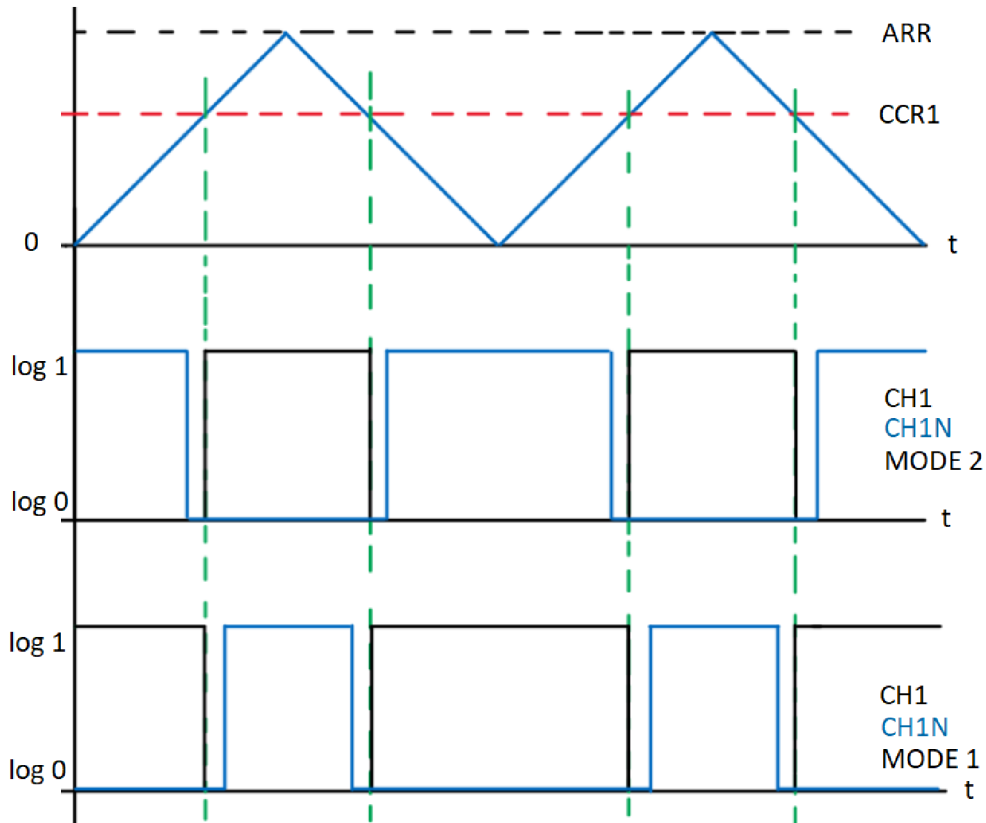 ARR
CCR1
0
t
log 1
CH1
CH1N
MODE 2
log 0
t
log 1
CH1
CH1N
MODE 1
log 0
t